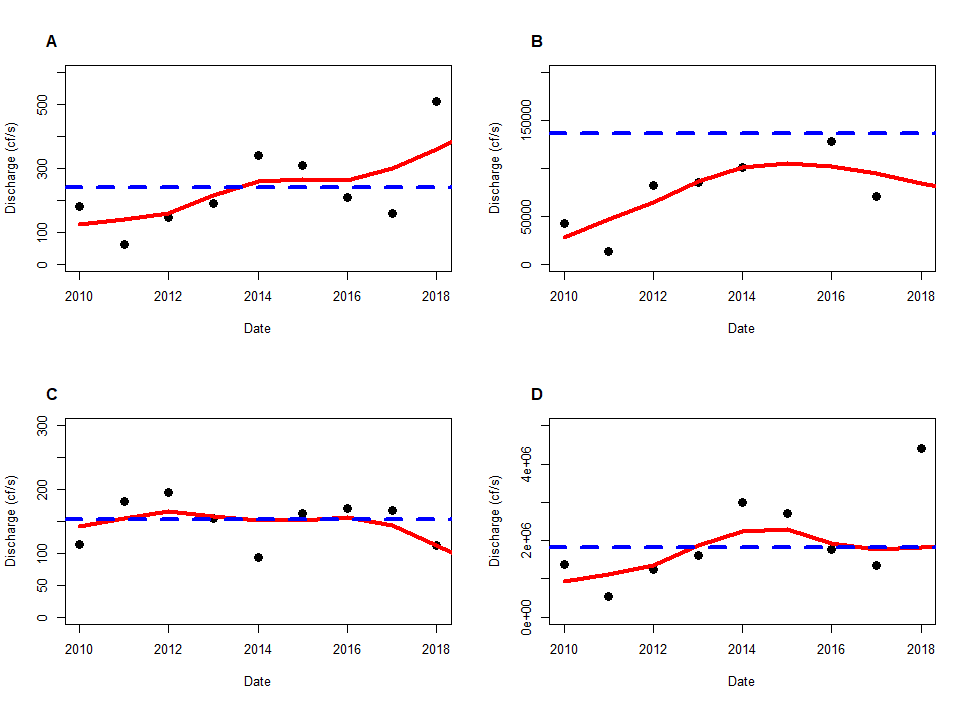 A
Discharge (cf/s)
0 100 300 500
2010 2012 2014 2016 2018
Date
B
Discharge (cf/s)
0 50000 150000
2010 2012 2014 2016 2018
Date
C
Discharge (cf/s)
0 50 100 200 300
2010 2012 2014 2016 2018
Date
D
Discharge (cf/s)
0e+00 2e+06 4e+06
2010 2012 2014 2016 2018
Date